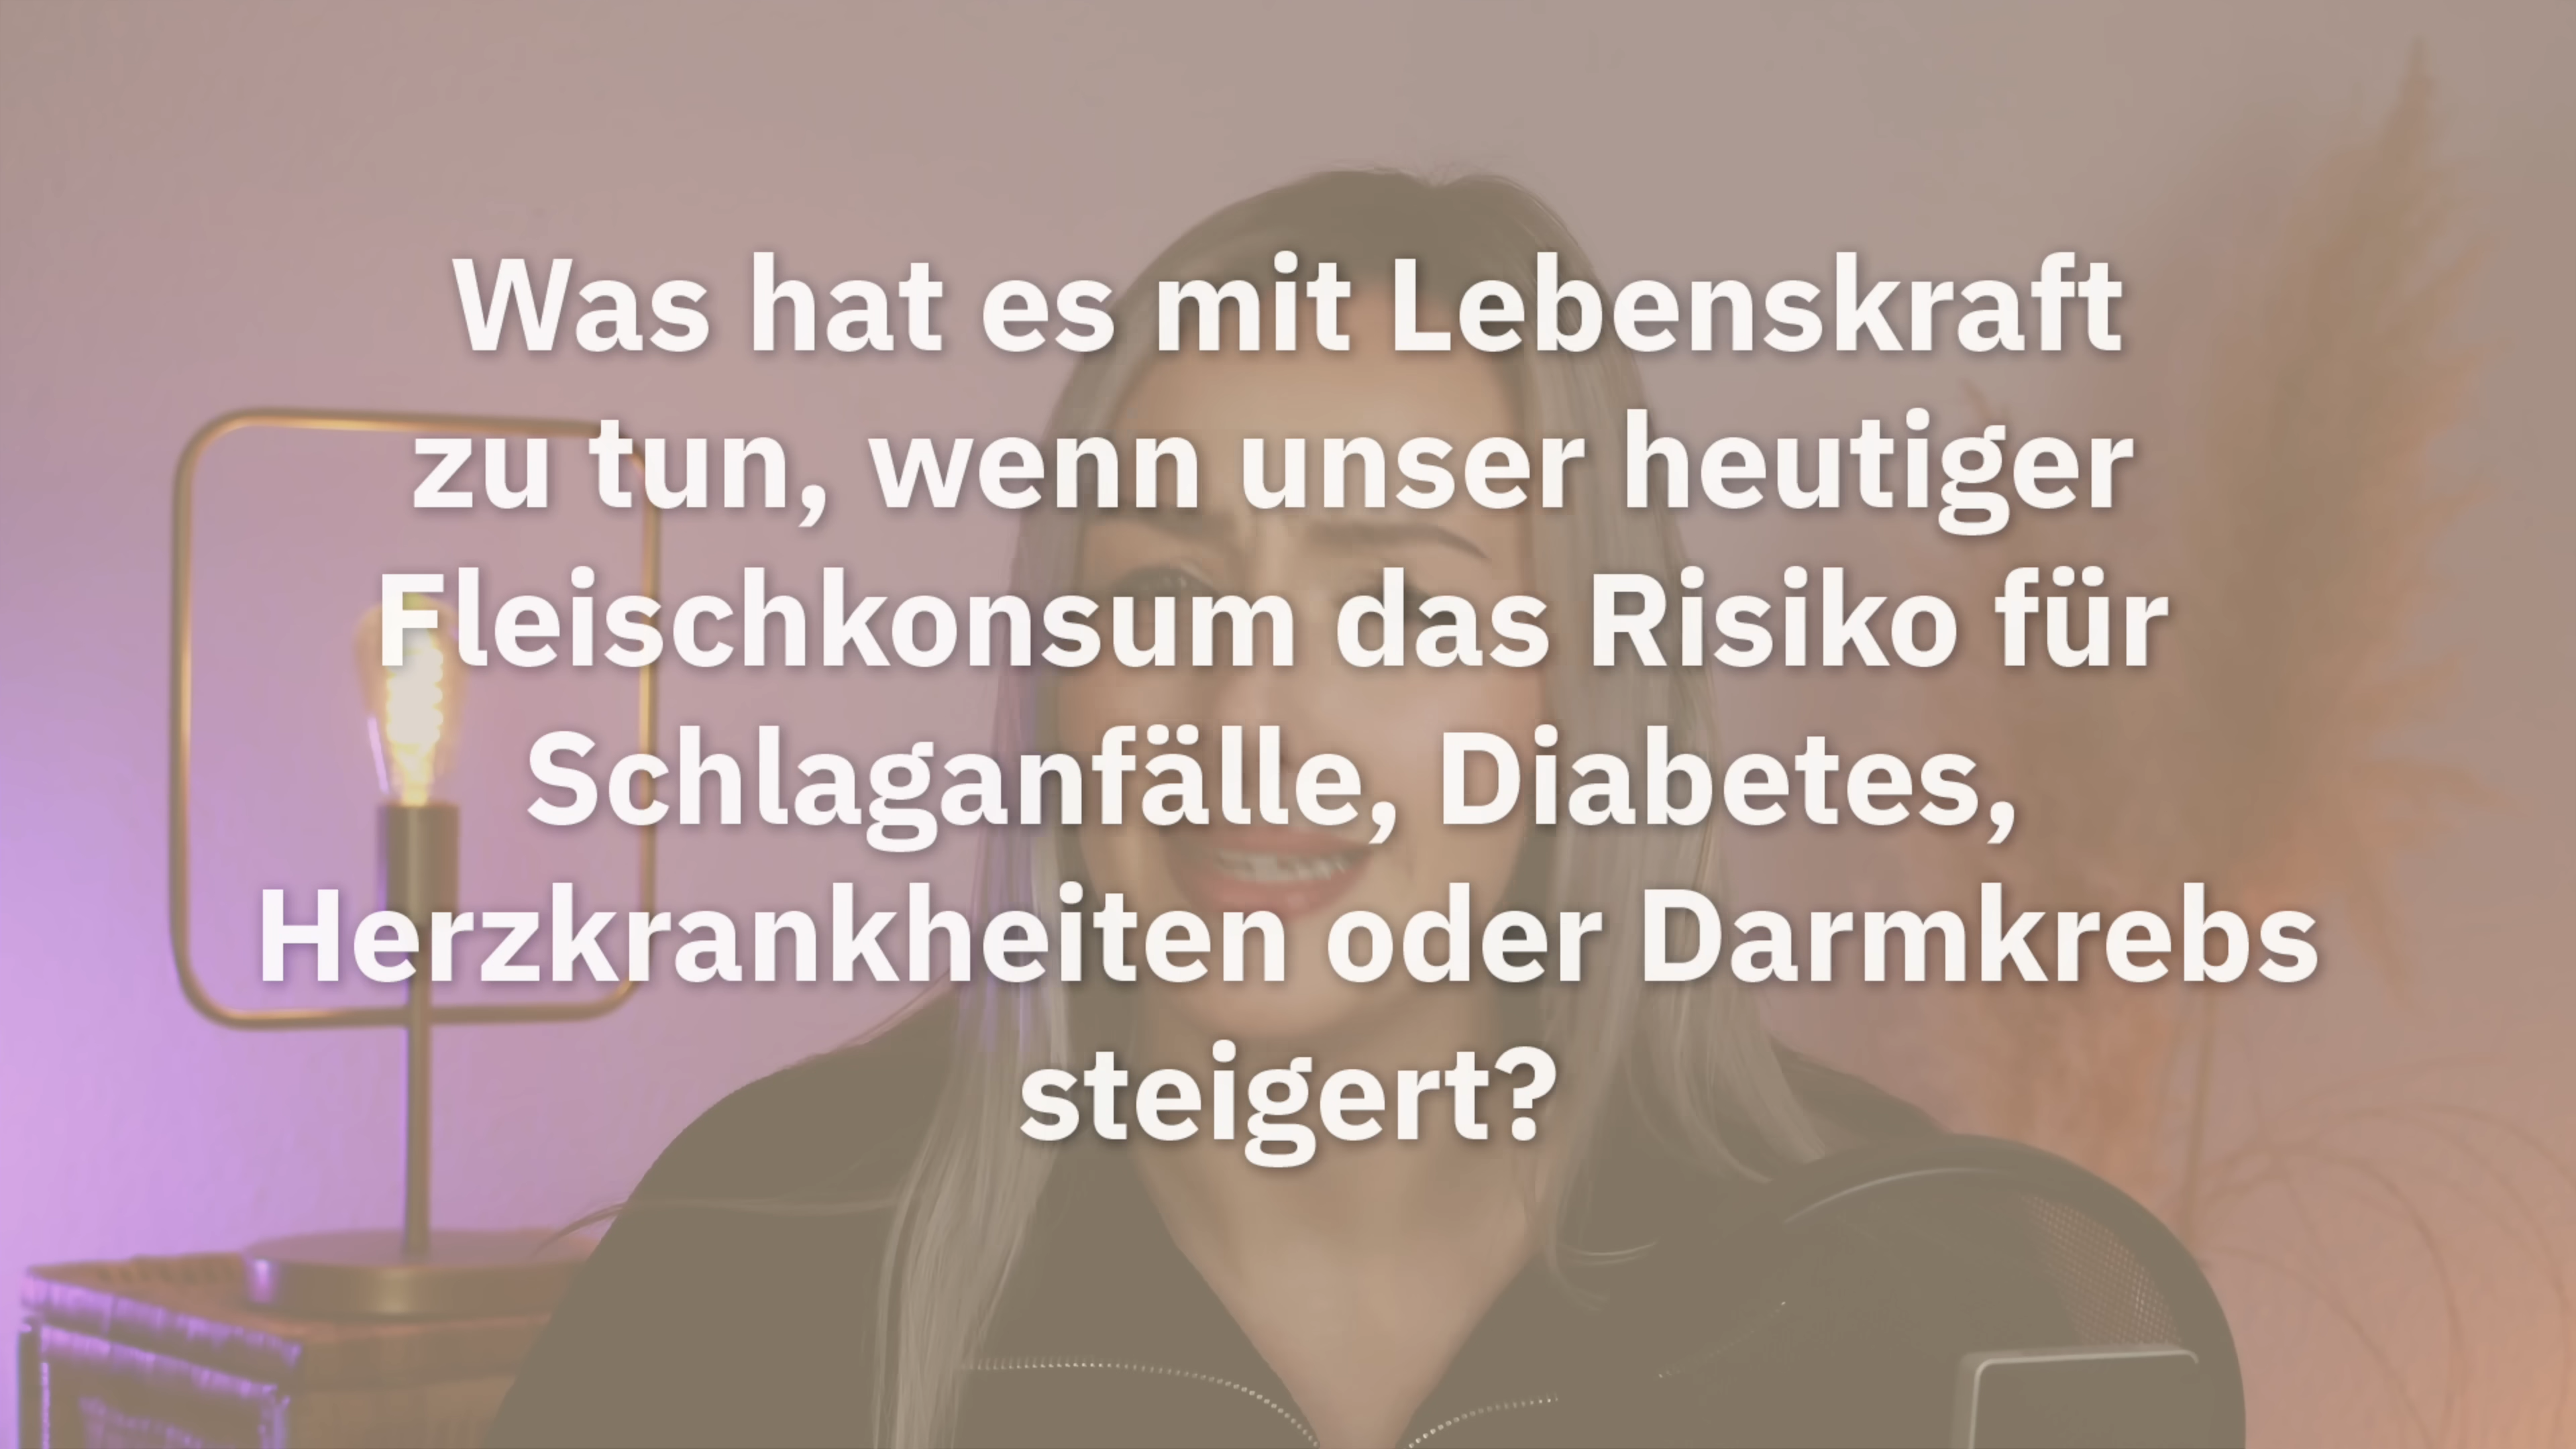 Was hat es mit Lebenskraft
zu tun, wenn unser heutiger
Fleischkonsum das Risiko für
Schlaganfälle, Diabetes,
Herzkrankheiten oder Darmkrebs
steigert?